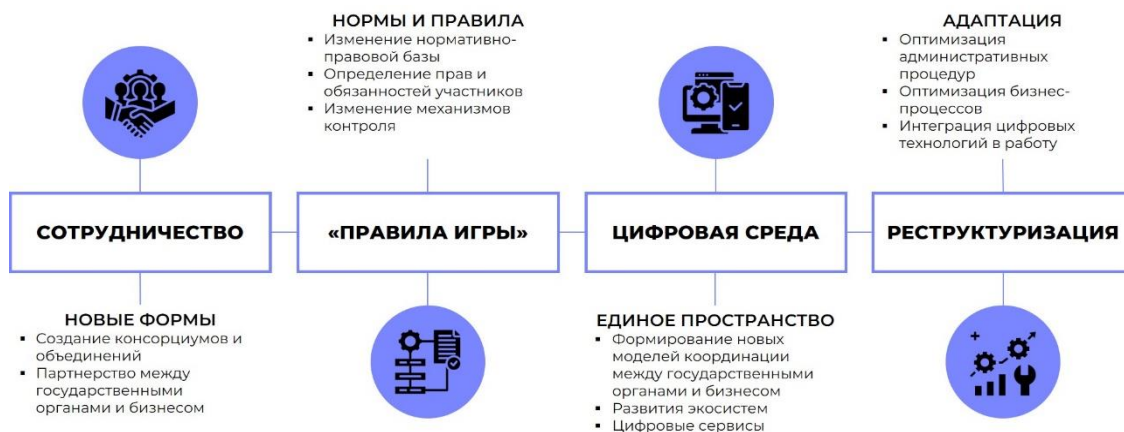 НОРМЫ И ПРАВИЛА
▪ Изменение нормативно-
правовой базы
▪ Определение прав и
обязанностей участников
▪ Изменение механизмов
контроля
АДАПТАЦИЯ
▪ Оптимизация
административных
процедур
▪ Оптимизация бизнес-
процессов
▪ Интеграция цифровых
технологий в работу
СОТРУДНИЧЕСТВО
«ПРАВИЛА ИГРЫ»
ЦИФРОВАЯ СРЕДА
РЕСТРУКТУРИЗАЦИЯ
НОВЫЕ ФОРМЫ
▪ Создание консорциумов и
объединений
▪ Партнерство между
государственными
органами и бизнесом
ЕДИНОЕ ПРОСТРАНСТВО
▪ Формирование новых
моделей координации
между государственными
органами и бизнесом
▪ Развития экосистем
▪ Цифровые сервисы